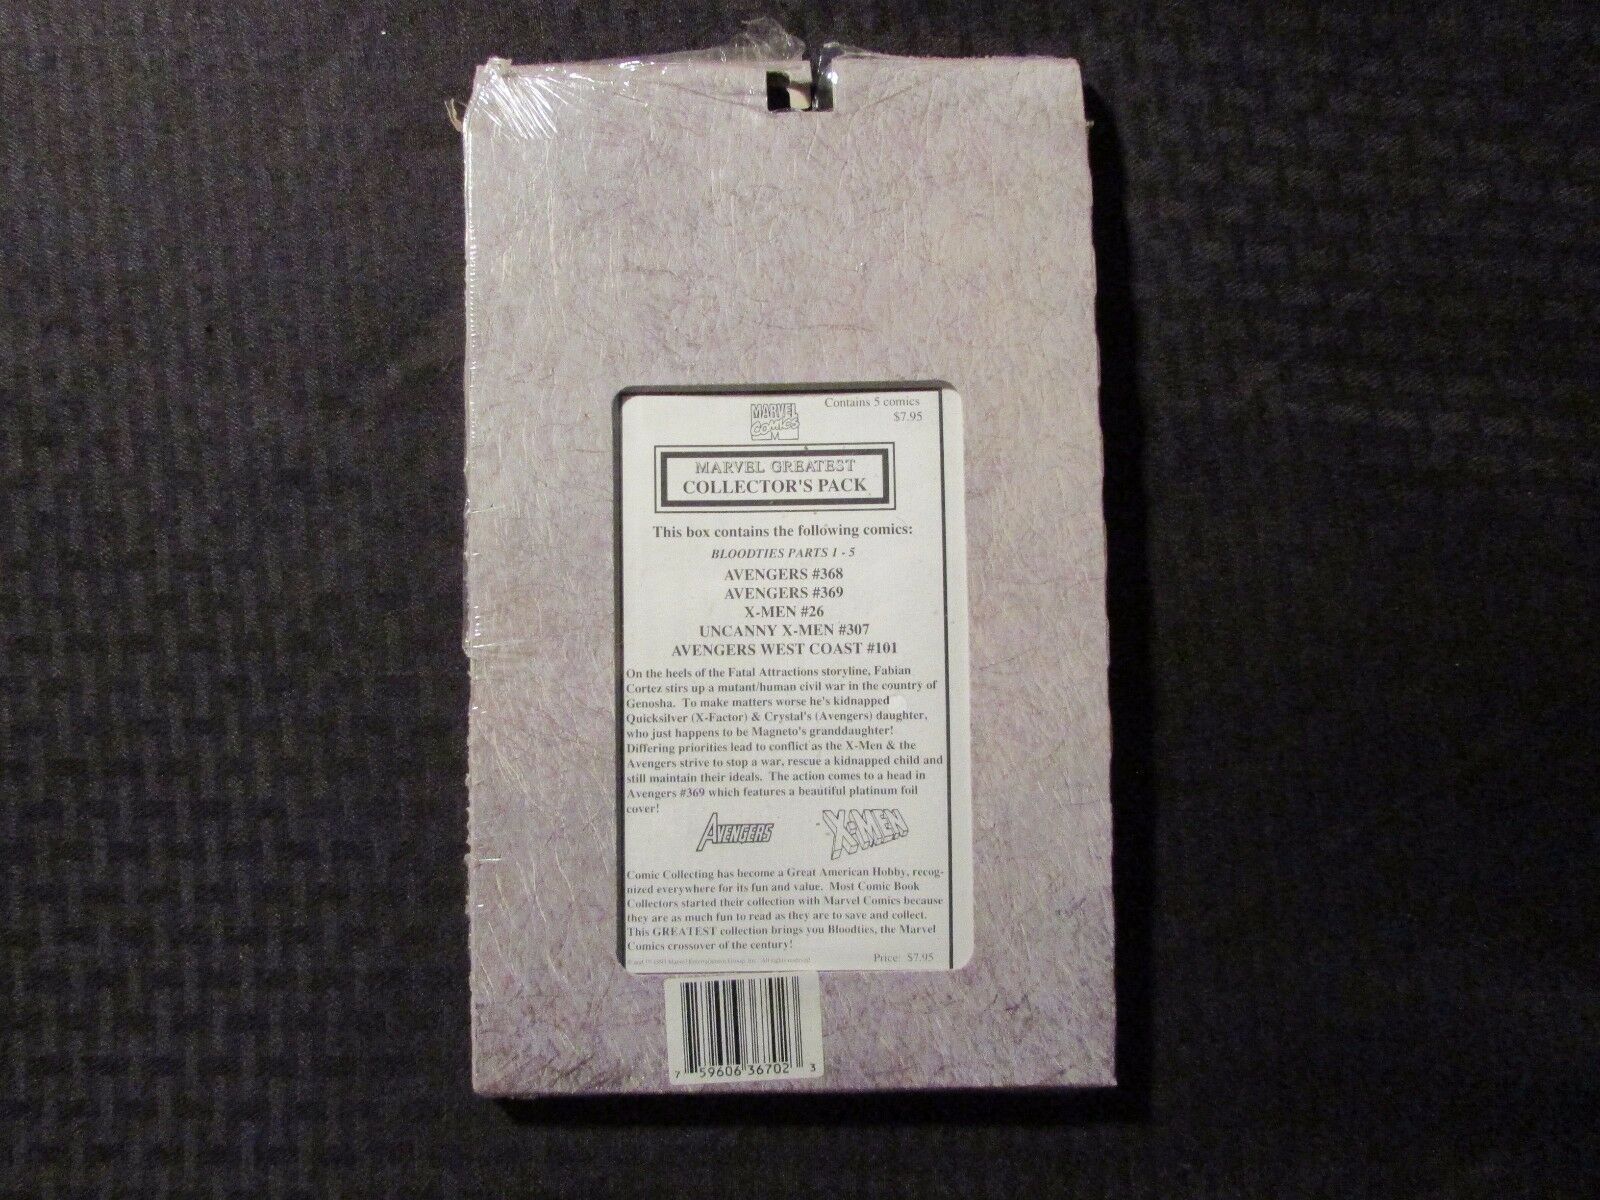 MARVEL
COMICS
M
Contains 5 comics
$7.95
MARVEL GREATEST
COLLECTOR'S PACK
This box contains the following comics:
BLOODTIES PARTS 1 - 5
AVENGERS #368
AVENGERS #369
X-MEN #26
UNCANNY X-MEN #307
AVENGERS WEST COAST #101
On the heels of the Fatal Attractions storyline, Fabian
Cortez stirs up a mutant/human civil war in the country of
Genosha. To make matters worse he's kidnapped
Quicksilver (X-Factor) & Crystal's (Avengers) daughter,
who just happens to be Magneto's granddaughter!
Differing priorities lead to conflict as the X-Men & the
Avengers strive to stop a war, rescue a kidnapped child and
still maintain their ideals. The action comes to a head in
Avengers #369 which features a beautiful platinum foil
cover!
AVENGERS
X-MEN
Comic Collecting has become a Great American Hobby, recog-
nized everywhere for its fun and value. Most Comic Book
Collectors started their collection with Marvel Comics because
they are as much fun to read as they are to save and collect.
This GREATEST collection brings you Bloodties, the Marvel
Comics crossover of the century!
1993 Marvel Entertainment Group, Inc. All rights reserved
Price: $7.95
7 59606 36702 3